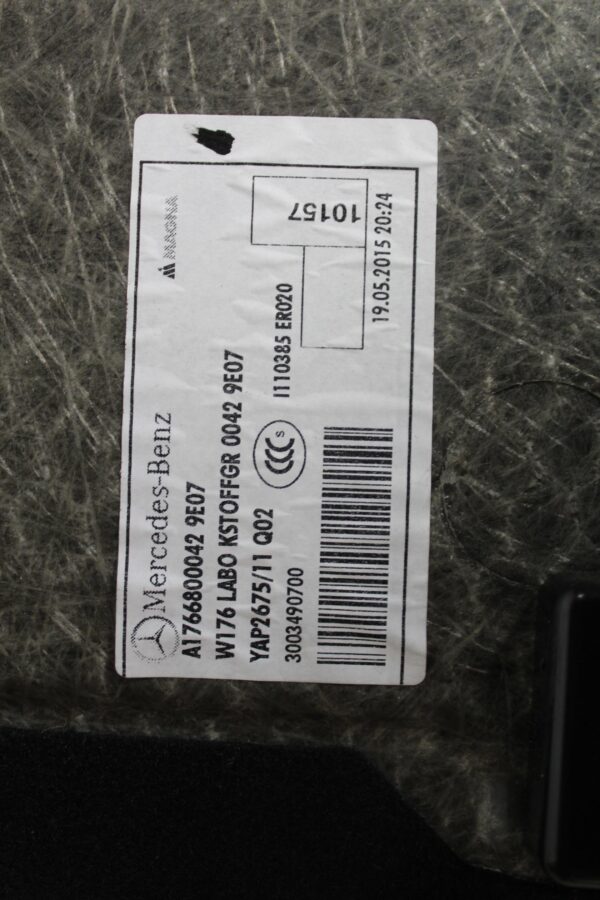 Mercedes-Benz
MAGNA
A1766800042 9E07
W176 LABO KSTOFFGR 0042 9E07
YAP2675/11 Q02
CCC S
I110385 ER020
10157
3003490700
19.05.2015 20:24